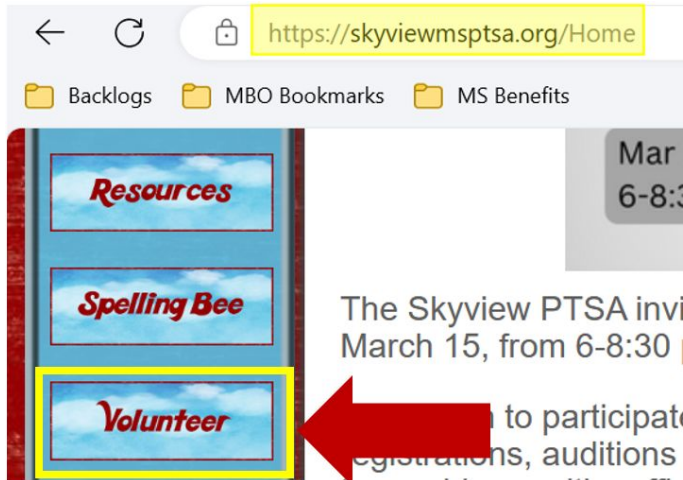 https://skyviewmsptsa.org/Home
Backlogs MBO Bookmarks MS Benefits
Mar
6-8:3
Resources
Spelling Bee
The Skyview PTSA invi
March 15, from 6-8:30
Volunteer
to participate
egistrations, auditions